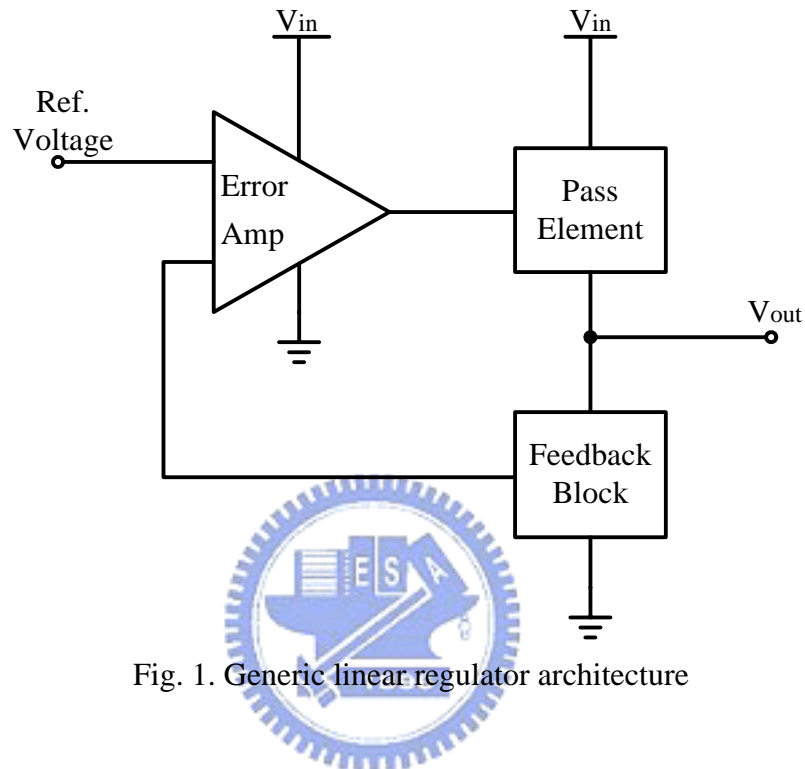 Vin
Vin
Ref.
Voltage
Error
Amp
Pass
Element
Vout
Feedback
Block
E S A
Fig. 1. Generic linear regulator architecture